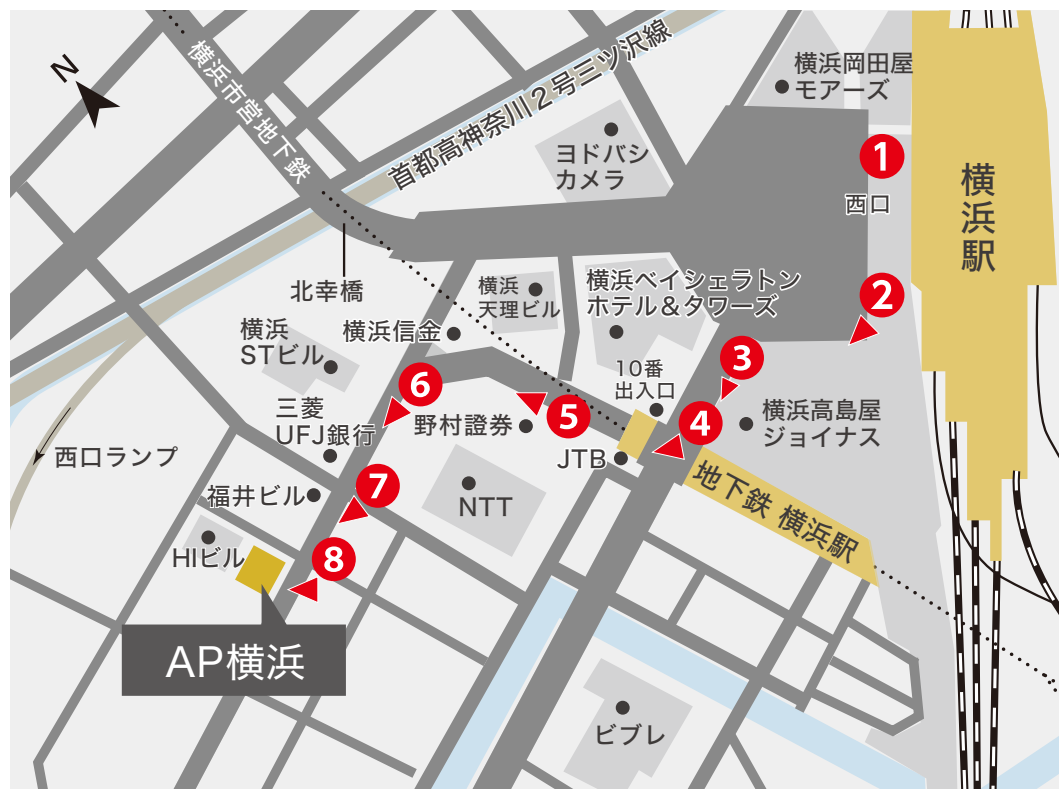 N
横浜市営地下鉄
首都高神奈川2号三ツ沢線
横浜岡田屋
モアーズ
ヨドバシ
カメラ
1
西口
横浜駅
2
北幸橋
横浜
天理ビル
横浜ベイシェラトン
ホテル&タワーズ
横浜
STビル
横浜信金
3
10番
出入口
6
5
4
横浜高島屋
ジョイナス
三菱
UFJ銀行
野村證券
JTB
西口ランプ
7
福井ビル
NTT
地下鉄 横浜駅
8
HIビル
AP横浜
ビブレ